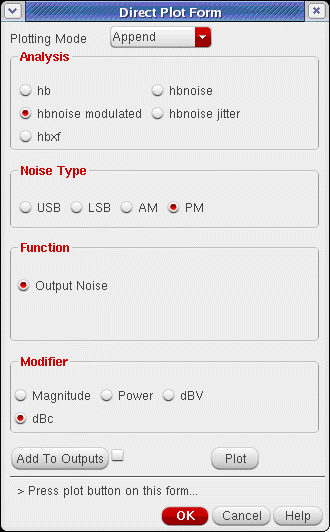 Direct Plot Form
Plotting Mode Append
Analysis
hb hbnoise
hbnoise modulated hbnoise jitter
hbxf
Noise Type
USB LSB AM PM
Function
Output Noise
Modifier
Magnitude Power dBV
dBc
Add To Outputs Plot
> Press plot button on this form...
OK Cancel Help